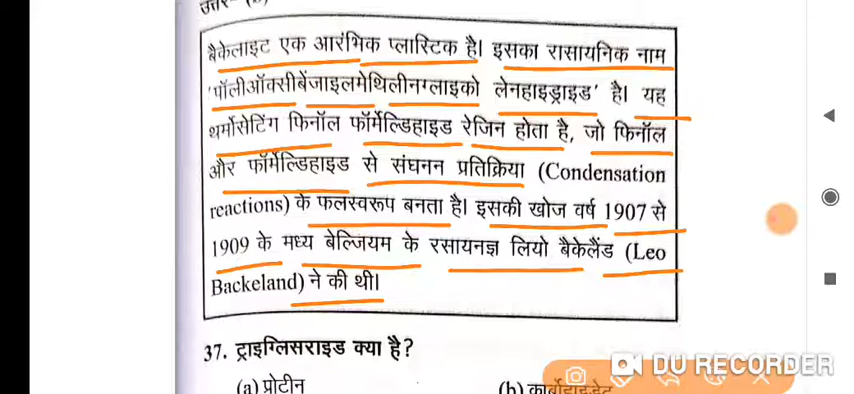 उत्तर-
बैकेलाइट एक आरंभिक प्लास्टिक है। इसका रासायनिक नाम
'पॉलीऑक्सीबेंजाइलमेथिलीनग्लाइको लेनहाइड्राइड' है। यह
थर्मोसेटिंग फिनॉल फॉर्मेल्डिहाइड रेजिन होता है, जो फिनॉल
और फॉर्मेल्डिहाइड से संघनन प्रतिक्रिया (Condensation
reactions) के फलस्वरूप बनता है। इसकी खोज वर्ष 1907 से
1909 के मध्य बेल्जियम के रसायनज्ञ लियो बैकेलैंड (Leo
Backeland) ने की थी।
37. ट्राइग्लिसराइड क्या है?
DU RECORDER
(a) प्रोटीन (b) कार्बोहाइड्रेट